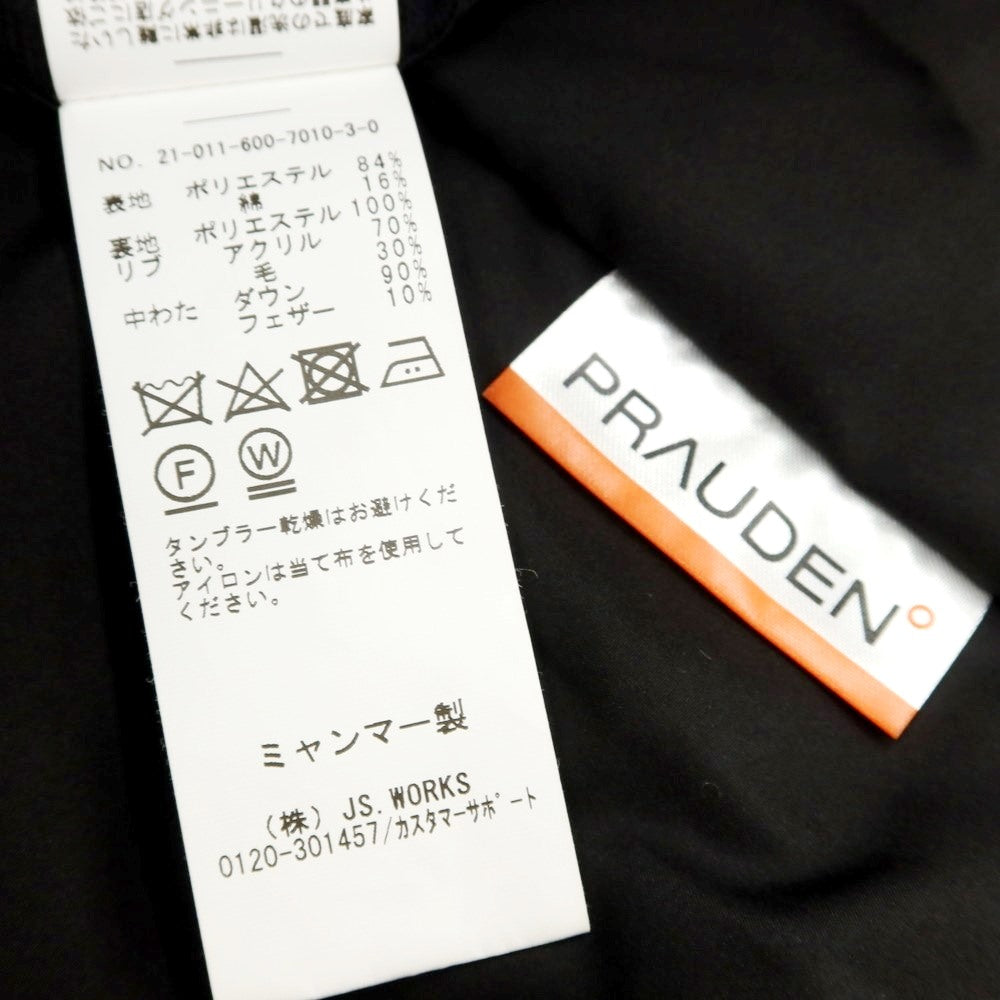 NO. 21-011-600-7010-3-0
表地 ポリエステル 84%
綿 16%
裏地 ポリエステル 100%
リブ アクリル 70%
毛 30%
中わた ダウン 90%
フェザー 10%
F W
タンブラー乾燥はお避けくだ
さい。
アイロンは当て布を使用して
ください。
ミャンマー製
(株) JS.WORKS
0120-301457/カスタマーサポート
PRAUDEN°